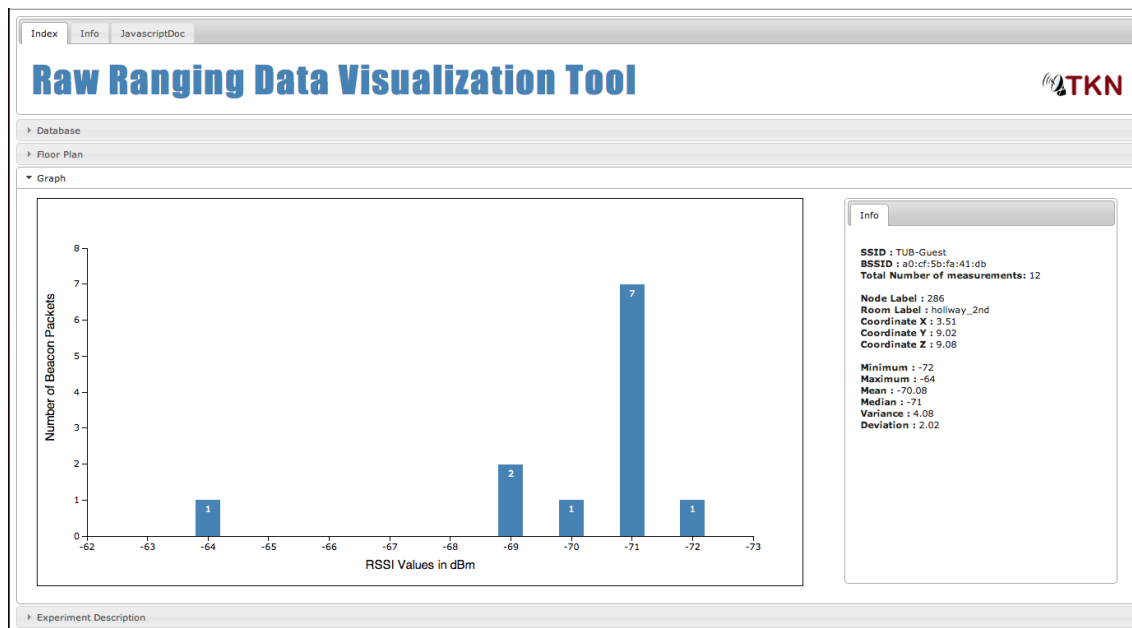 Index Info JavascriptDoc
Raw Ranging Data Visualization Tool
TKN
Database
Floor Plan
Graph
8
7
6
5
4
3
2
1
0
Number of Beacon Packets
1
2
1
7
1
-62 -63 -64 -65 -66 -67 -68 -69 -70 -71 -72 -73
RSSI Values in dBm
Info
SSID : TUB-Guest
BSSID : a0:cf:5b:fa:41:db
Total Number of measurements: 12
Node Label : 286
Room Label : hollway_2nd
Coordinate X : 3.51
Coordinate Y : 9.02
Coordinate Z : 9.08
Minimum : -72
Maximum : -64
Mean : -70.08
Median : -71
Variance : 4.08
Deviation : 2.02
Experiment Description